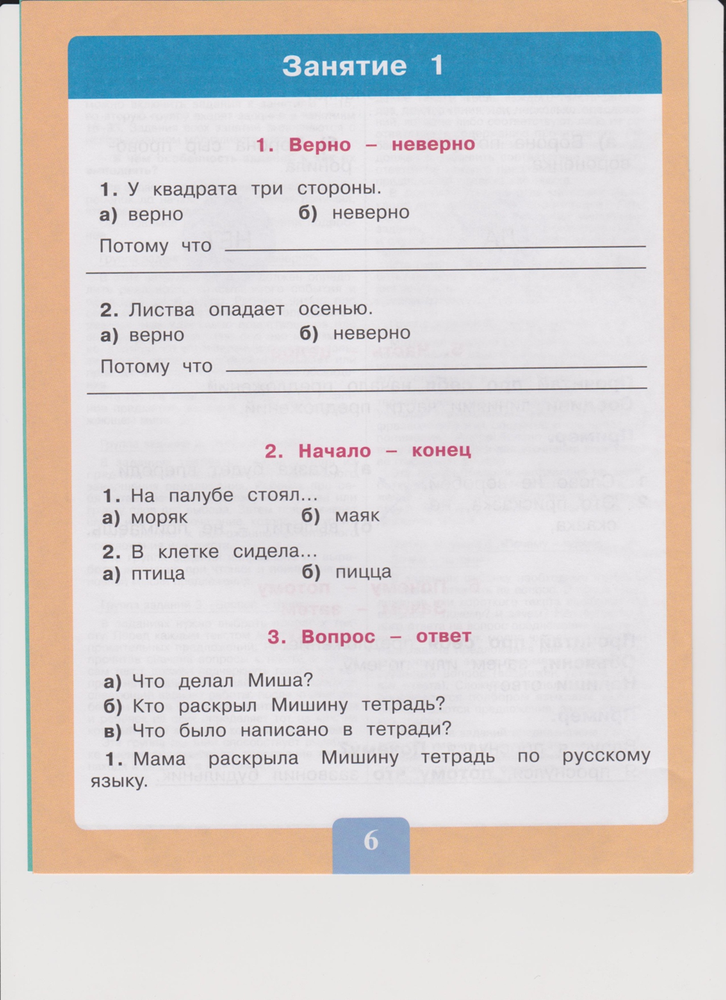 Занятие 1
1. Верно – неверно
1. У квадрата три стороны.
а) верно б) неверно
Потому что
2. Листва опадает осенью.
а) верно б) неверно
Потому что
2. Начало – конец
1. На палубе стоял...
а) моряк б) маяк
2. В клетке сидела...
а) птица б) пицца
3. Вопрос – ответ
а) Что делал Миша?
б) Кто раскрыл Мишину тетрадь?
в) Что было написано в тетради?
1. Мама раскрыла Мишину тетрадь по русскому
языку.
6